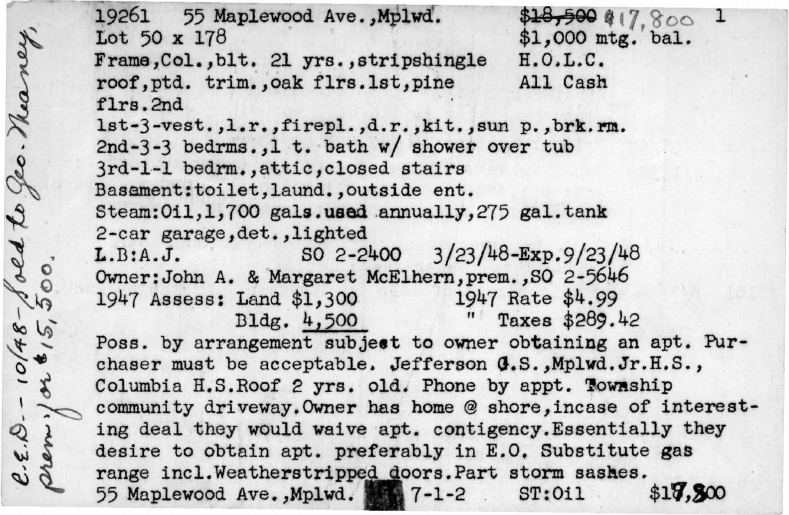 19261 55 Maplewood Ave.,Mplwd. $18,500 $17,800 1
Lot 50 x 178 $1,000 mtg. bal.
Frame,Col.,blt. 21 yrs.,stripshingle H.O.L.C.
roof,ptd. trim.,oak flrs.1st,pine All Cash
flrs.2nd
1st-3-vest.,l.r.,firepl.,d.r.,kit.,sun p.,brk.rm.
2nd-3-3 bedrms.,1 t. bath w/ shower over tub
3rd-1-1 bedrm.,attic,closed stairs
Basement:toilet,laund.,outside ent.
Steam:Oil,1,700 gals.used annually,275 gal.tank
2-car garage,det.,lighted
L.B:A.J. SO 2-2400 3/23/48-Exp.9/23/48
Owner:John A. & Margaret McElhern,prem.,SO 2-5646
1947 Assess: Land $1,300 1947 Rate $4.99
Bldg. 4,500 " Taxes $289.42
Poss. by arrangement subject to owner obtaining an apt. Pur-
chaser must be acceptable. Jefferson G.S.,Mplwd.Jr.H.S.,
Columbia H.S.Roof 2 yrs. old. Phone by appt. Township
community driveway.Owner has home @ shore,incase of interest-
ing deal they would waive apt. contigency.Essentially they
desire to obtain apt. preferably in E.O. Substitute gas
range incl.Weatherstripped doors.Part storm sashes.
55 Maplewood Ave.,Mplwd. 7-1-2 ST:Oil $17,800
C.E.D.-- 10/48-Sold to Geo. Meaney,
prem., for $15,500.